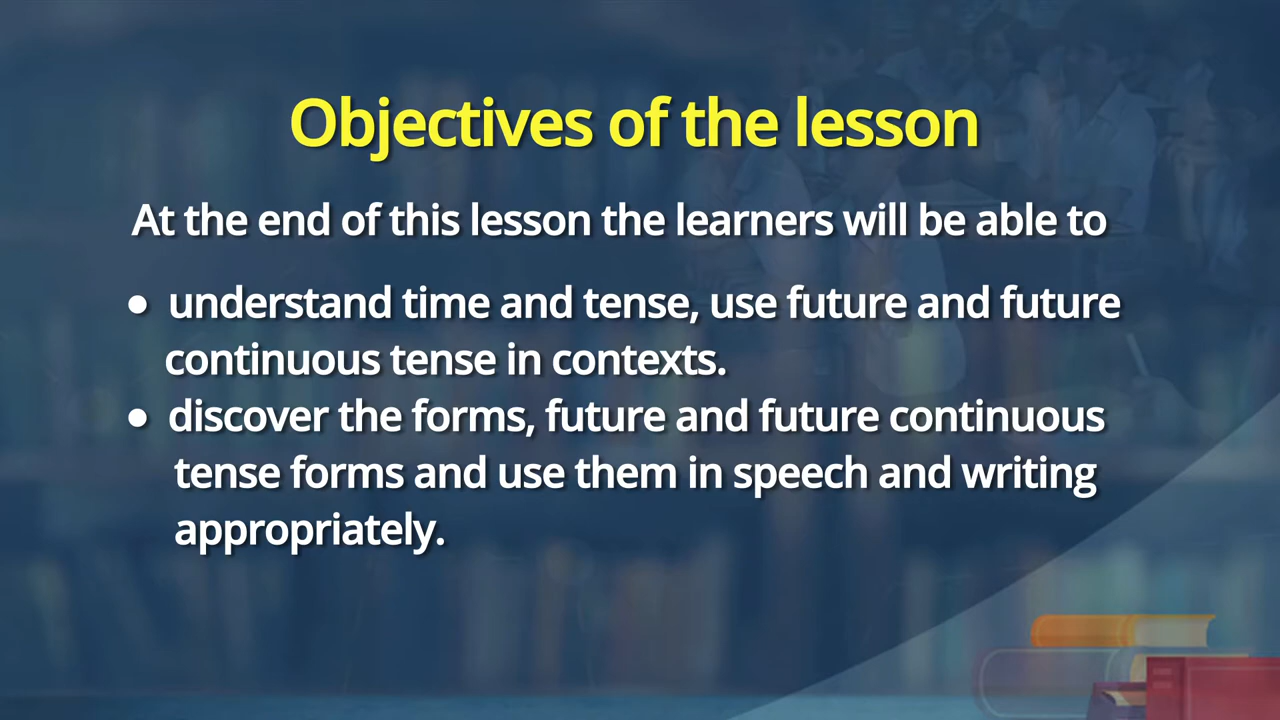 Objectives of the lesson
At the end of this lesson the learners will be able to
● understand time and tense, use future and future
continuous tense in contexts.
● discover the forms, future and future continuous
tense forms and use them in speech and writing
appropriately.